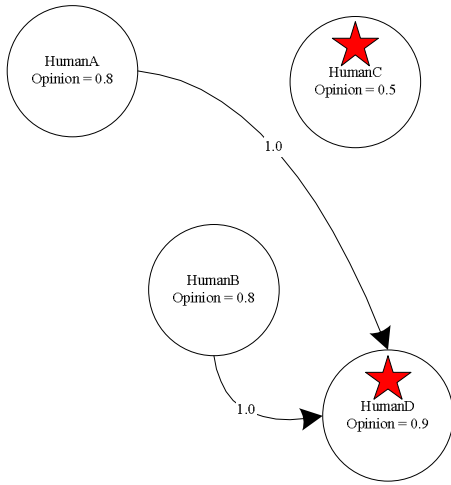 HumanA
Opinion = 0.8
HumanC
Opinion = 0.5
1.0
HumanB
Opinion = 0.8
1.0
HumanD
Opinion = 0.9